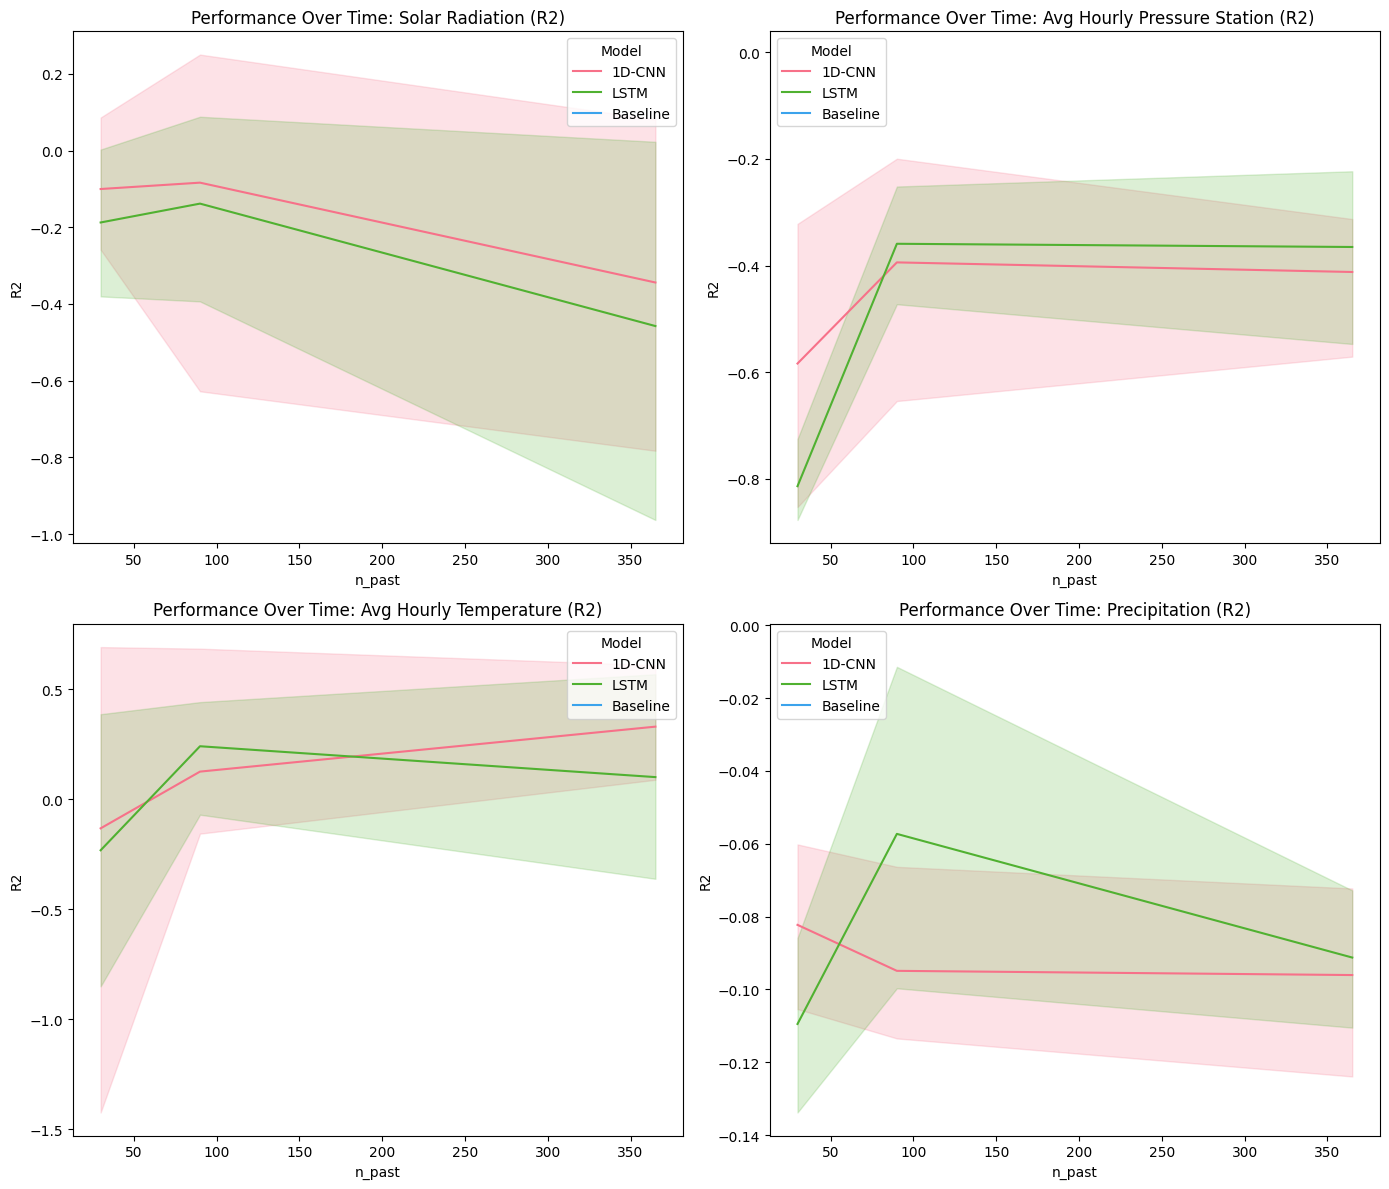 Performance Over Time: Solar Radiation (R2)
Model
1D-CNN
LSTM
Baseline
R2
0.2
0.0
−0.2
−0.4
−0.6
−0.8
−1.0
50 100 150 200 250 300 350
n_past
Performance Over Time: Avg Hourly Pressure Station (R2)
Model
1D-CNN
LSTM
Baseline
R2
0.0
−0.2
−0.4
−0.6
−0.8
50 100 150 200 250 300 350
n_past
Performance Over Time: Avg Hourly Temperature (R2)
Model
1D-CNN
LSTM
Baseline
R2
0.5
0.0
−0.5
−1.0
−1.5
50 100 150 200 250 300 350
n_past
Performance Over Time: Precipitation (R2)
Model
1D-CNN
LSTM
Baseline
R2
0.00
−0.02
−0.04
−0.06
−0.08
−0.10
−0.12
−0.14
50 100 150 200 250 300 350
n_past